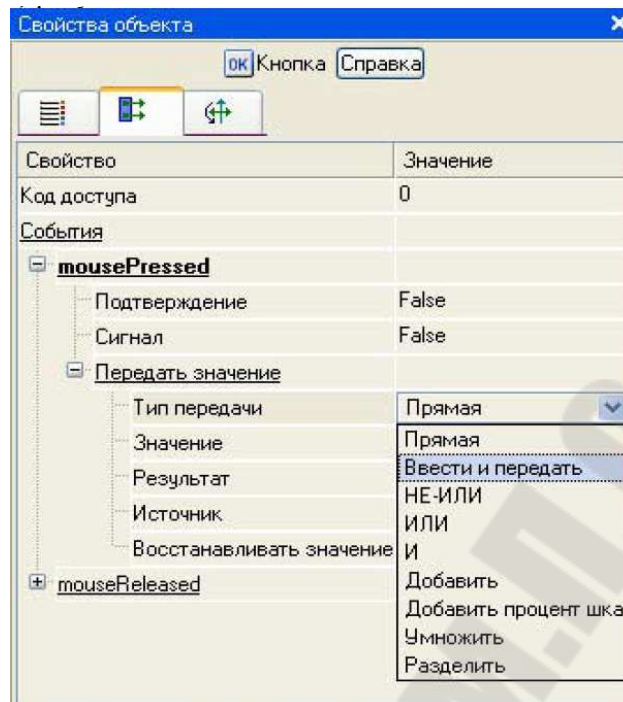 Свойства объекта
ОК Кнопка Справка
Свойство Значение
Код доступа 0
События
mousePressed
Подтверждение False
Сигнал False
Передать значение
Тип передачи Прямая
Значение Прямая
Результат Ввести и передать
НЕ-ИЛИ
Источник ИЛИ
Восстанавливать значение И
mouseReleased Добавить
Добавить процент шка
Умножить
Разделить